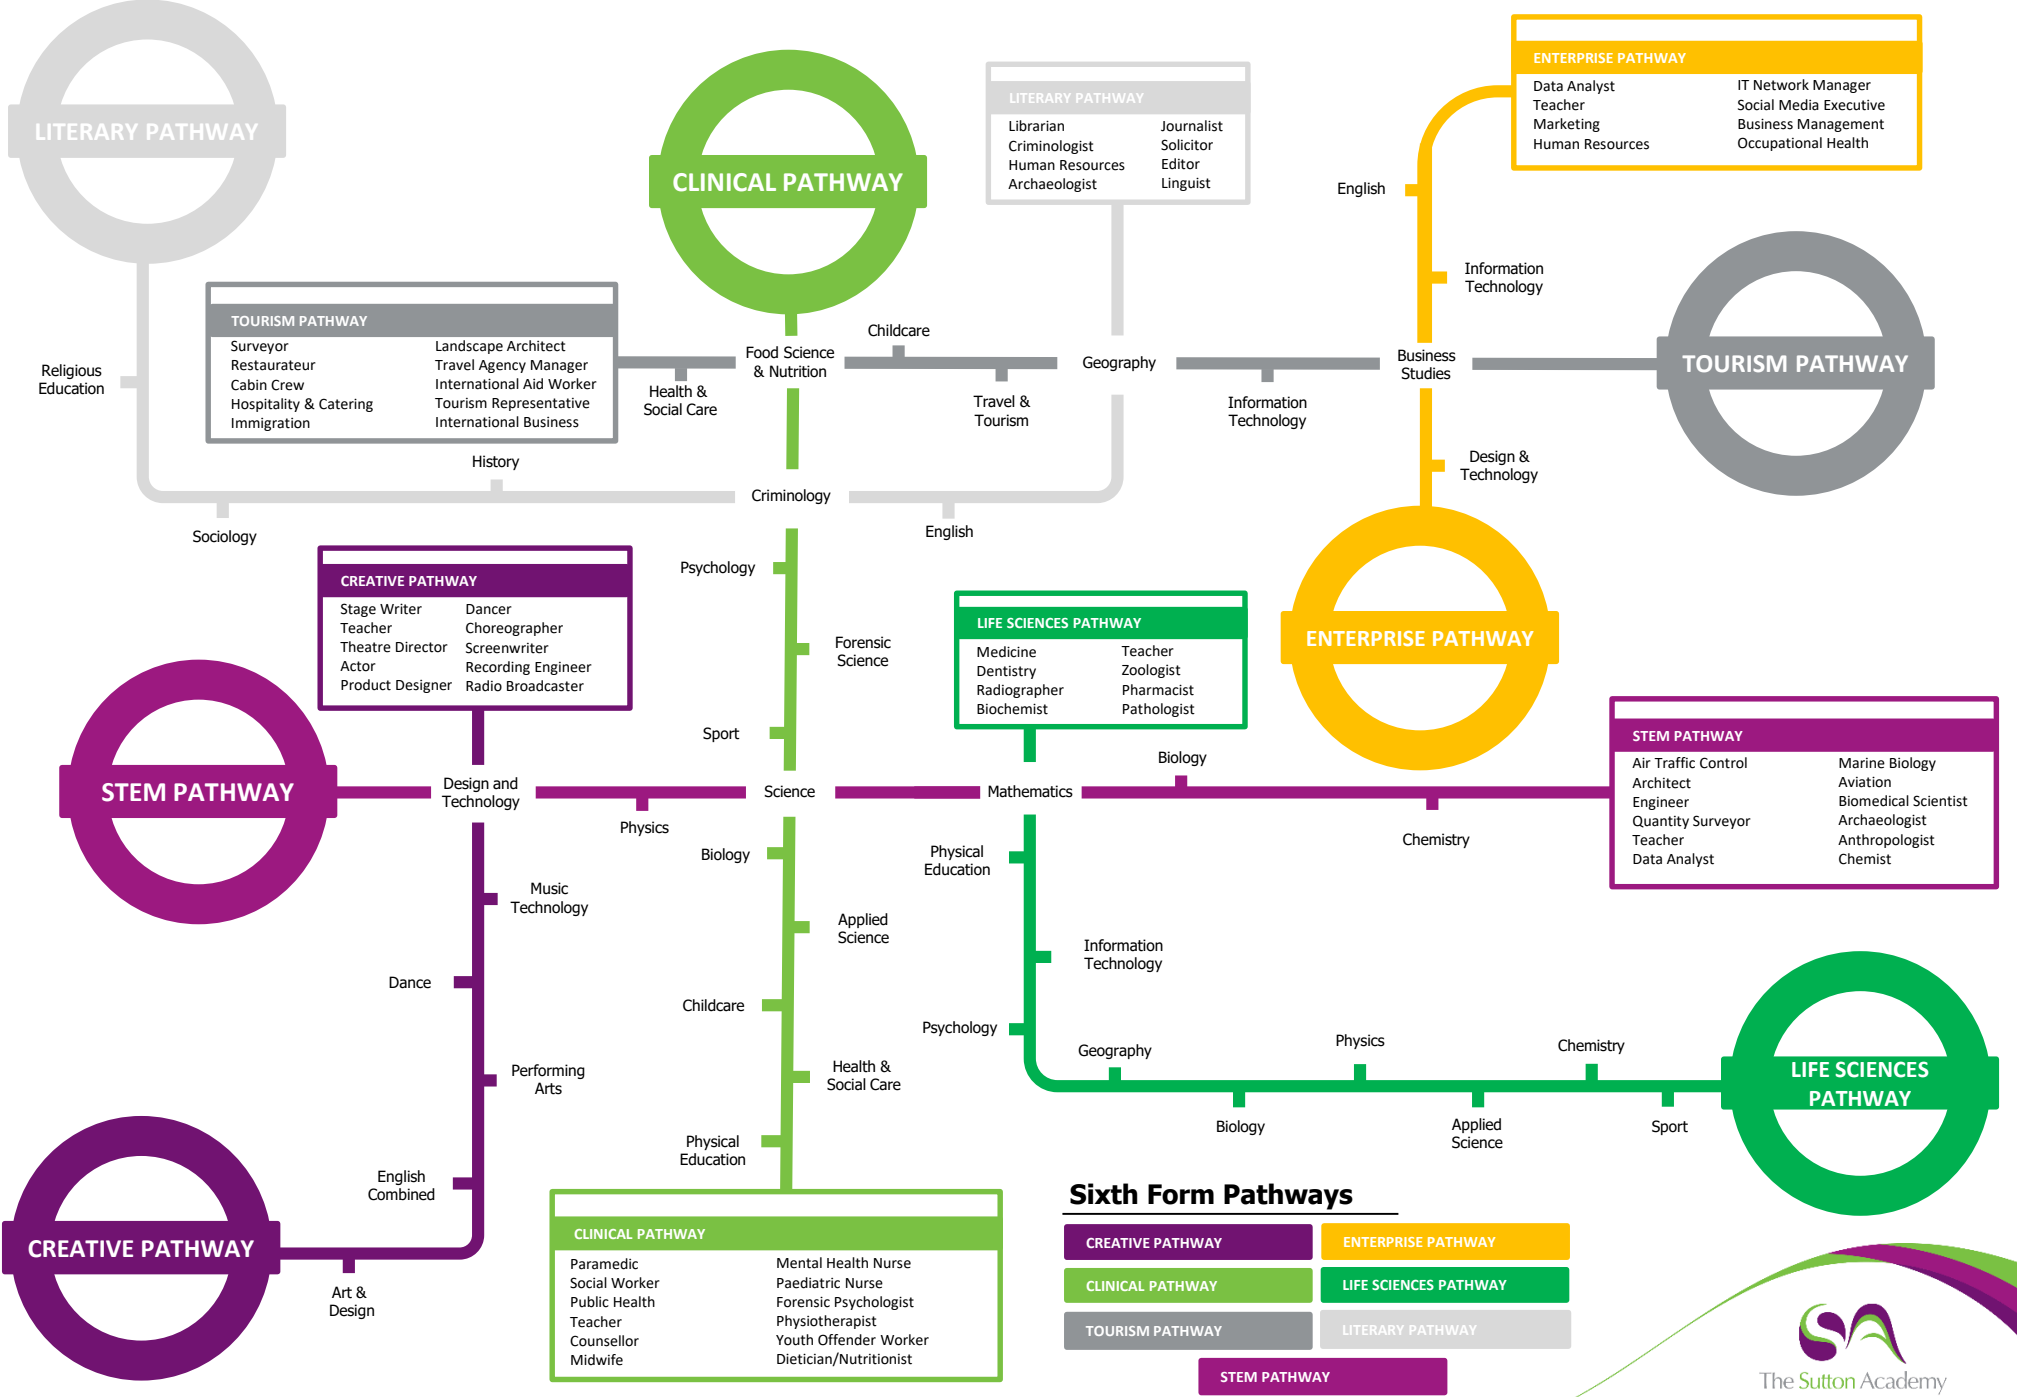 LITERARY PATHWAY
CLINICAL PATHWAY
LITERARY PATHWAY
Librarian
Criminologist
Human Resources
Archaeologist
Journalist
Solicitor
Editor
Linguist
ENTERPRISE PATHWAY
Data Analyst
Teacher
Marketing
Human Resources
IT Network Manager
Social Media Executive
Business Management
Occupational Health
English
Information
Technology
TOURISM PATHWAY
Surveyor
Restaurateur
Cabin Crew
Hospitality & Catering
Immigration
Landscape Architect
Travel Agency Manager
International Aid Worker
Tourism Representative
International Business
Religious
Education
Health &
Social Care
Food Science
& Nutrition
Childcare
Travel &
Tourism
Geography
Information
Technology
Business
Studies
TOURISM PATHWAY
History
Sociology
Criminology
English
Design &
Technology
ENTERPRISE PATHWAY
Psychology
Forensic
Science
Sport
CREATIVE PATHWAY
Stage Writer
Teacher
Theatre Director
Actor
Product Designer
Dancer
Choreographer
Screenwriter
Recording Engineer
Radio Broadcaster
LIFE SCIENCES PATHWAY
Medicine
Dentistry
Radiographer
Biochemist
Teacher
Zoologist
Pharmacist
Pathologist
STEM PATHWAY
Design and
Technology
Physics
Science
Mathematics
Biology
Chemistry
STEM PATHWAY
Air Traffic Control
Architect
Engineer
Quantity Surveyor
Teacher
Data Analyst
Marine Biology
Aviation
Biomedical Scientist
Archaeologist
Anthropologist
Chemist
Music
Technology
Dance
Performing
Arts
English
Combined
Art &
Design
CREATIVE PATHWAY
Biology
Applied
Science
Childcare
Health &
Social Care
Physical
Education
CLINICAL PATHWAY
Paramedic
Social Worker
Public Health
Teacher
Counsellor
Midwife
Mental Health Nurse
Paediatric Nurse
Forensic Psychologist
Physiotherapist
Youth Offender Worker
Dietician/Nutritionist
Physical
Education
Information
Technology
Psychology
Geography
Biology
Physics
Applied
Science
Chemistry
Sport
LIFE SCIENCES
PATHWAY
Sixth Form Pathways
CREATIVE PATHWAY
ENTERPRISE PATHWAY
CLINICAL PATHWAY
LIFE SCIENCES PATHWAY
TOURISM PATHWAY
LITERARY PATHWAY
STEM PATHWAY
SA
The Sutton Academy